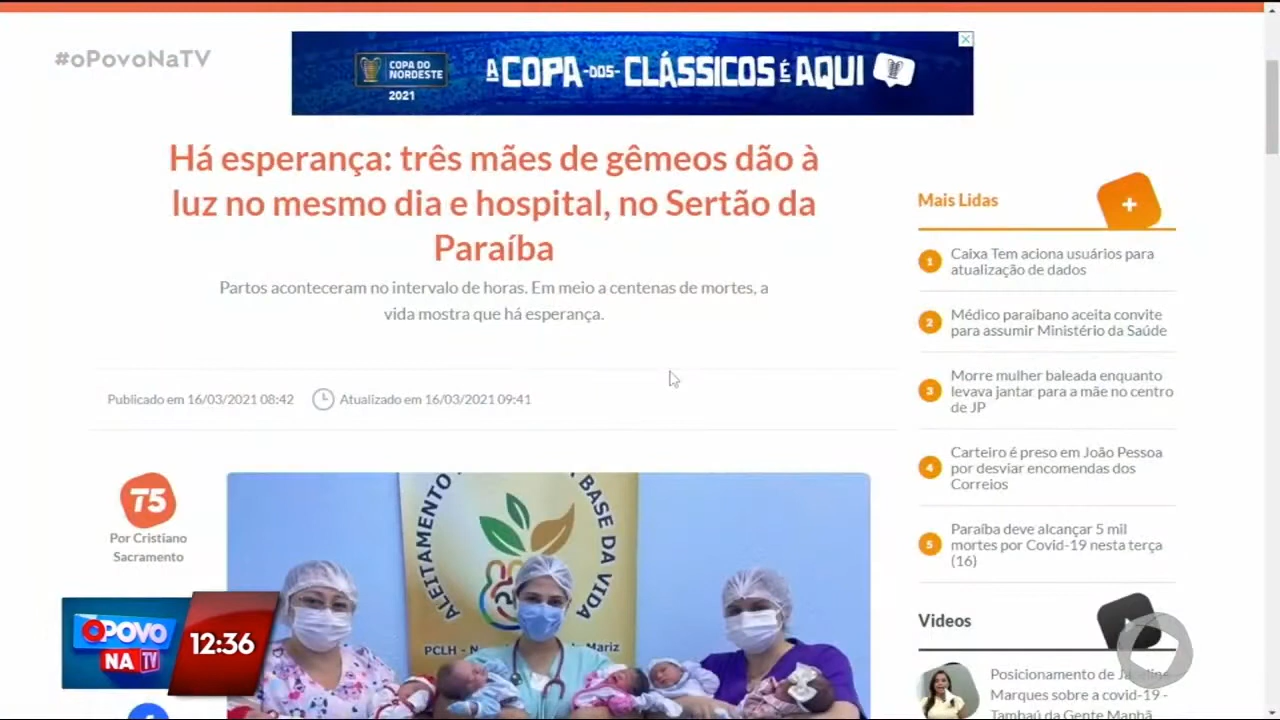 #oPovoNaTV
COPA DO
NORDESTE
2021
A COPA -DOS- CLÁSSICOS É AQUI
Há esperança: três mães de gêmeos dão à
luz no mesmo dia e hospital, no Sertão da
Paraíba
Partos aconteceram no intervalo de horas. Em meio a centenas de mortes, a
vida mostra que há esperança.
Publicado em 16/03/2021 08:42
Atualizado em 16/03/2021 09:41
75
Por Cristiano
Sacramento
ALEITAMENTO
BASE DA VIDA
PCLH - N
Mariz
Mais Lidas
+
1
Caixa Tem aciona usuários para
atualização de dados
2
Médico paraibano aceita convite
para assumir Ministério da Saúde
3
Morre mulher baleada enquanto
levava jantar para a mãe no centro
de JP
4
Carteiro é preso em João Pessoa
por desviar encomendas dos
Correios
5
Paraíba deve alcançar 5 mil
mortes por Covid-19 nesta terça
(16)
Videos
Posicionamento de
Marques sobre a covid-19 -
Tambaú da Gente Manhã
O POVO
NA TV
12:36